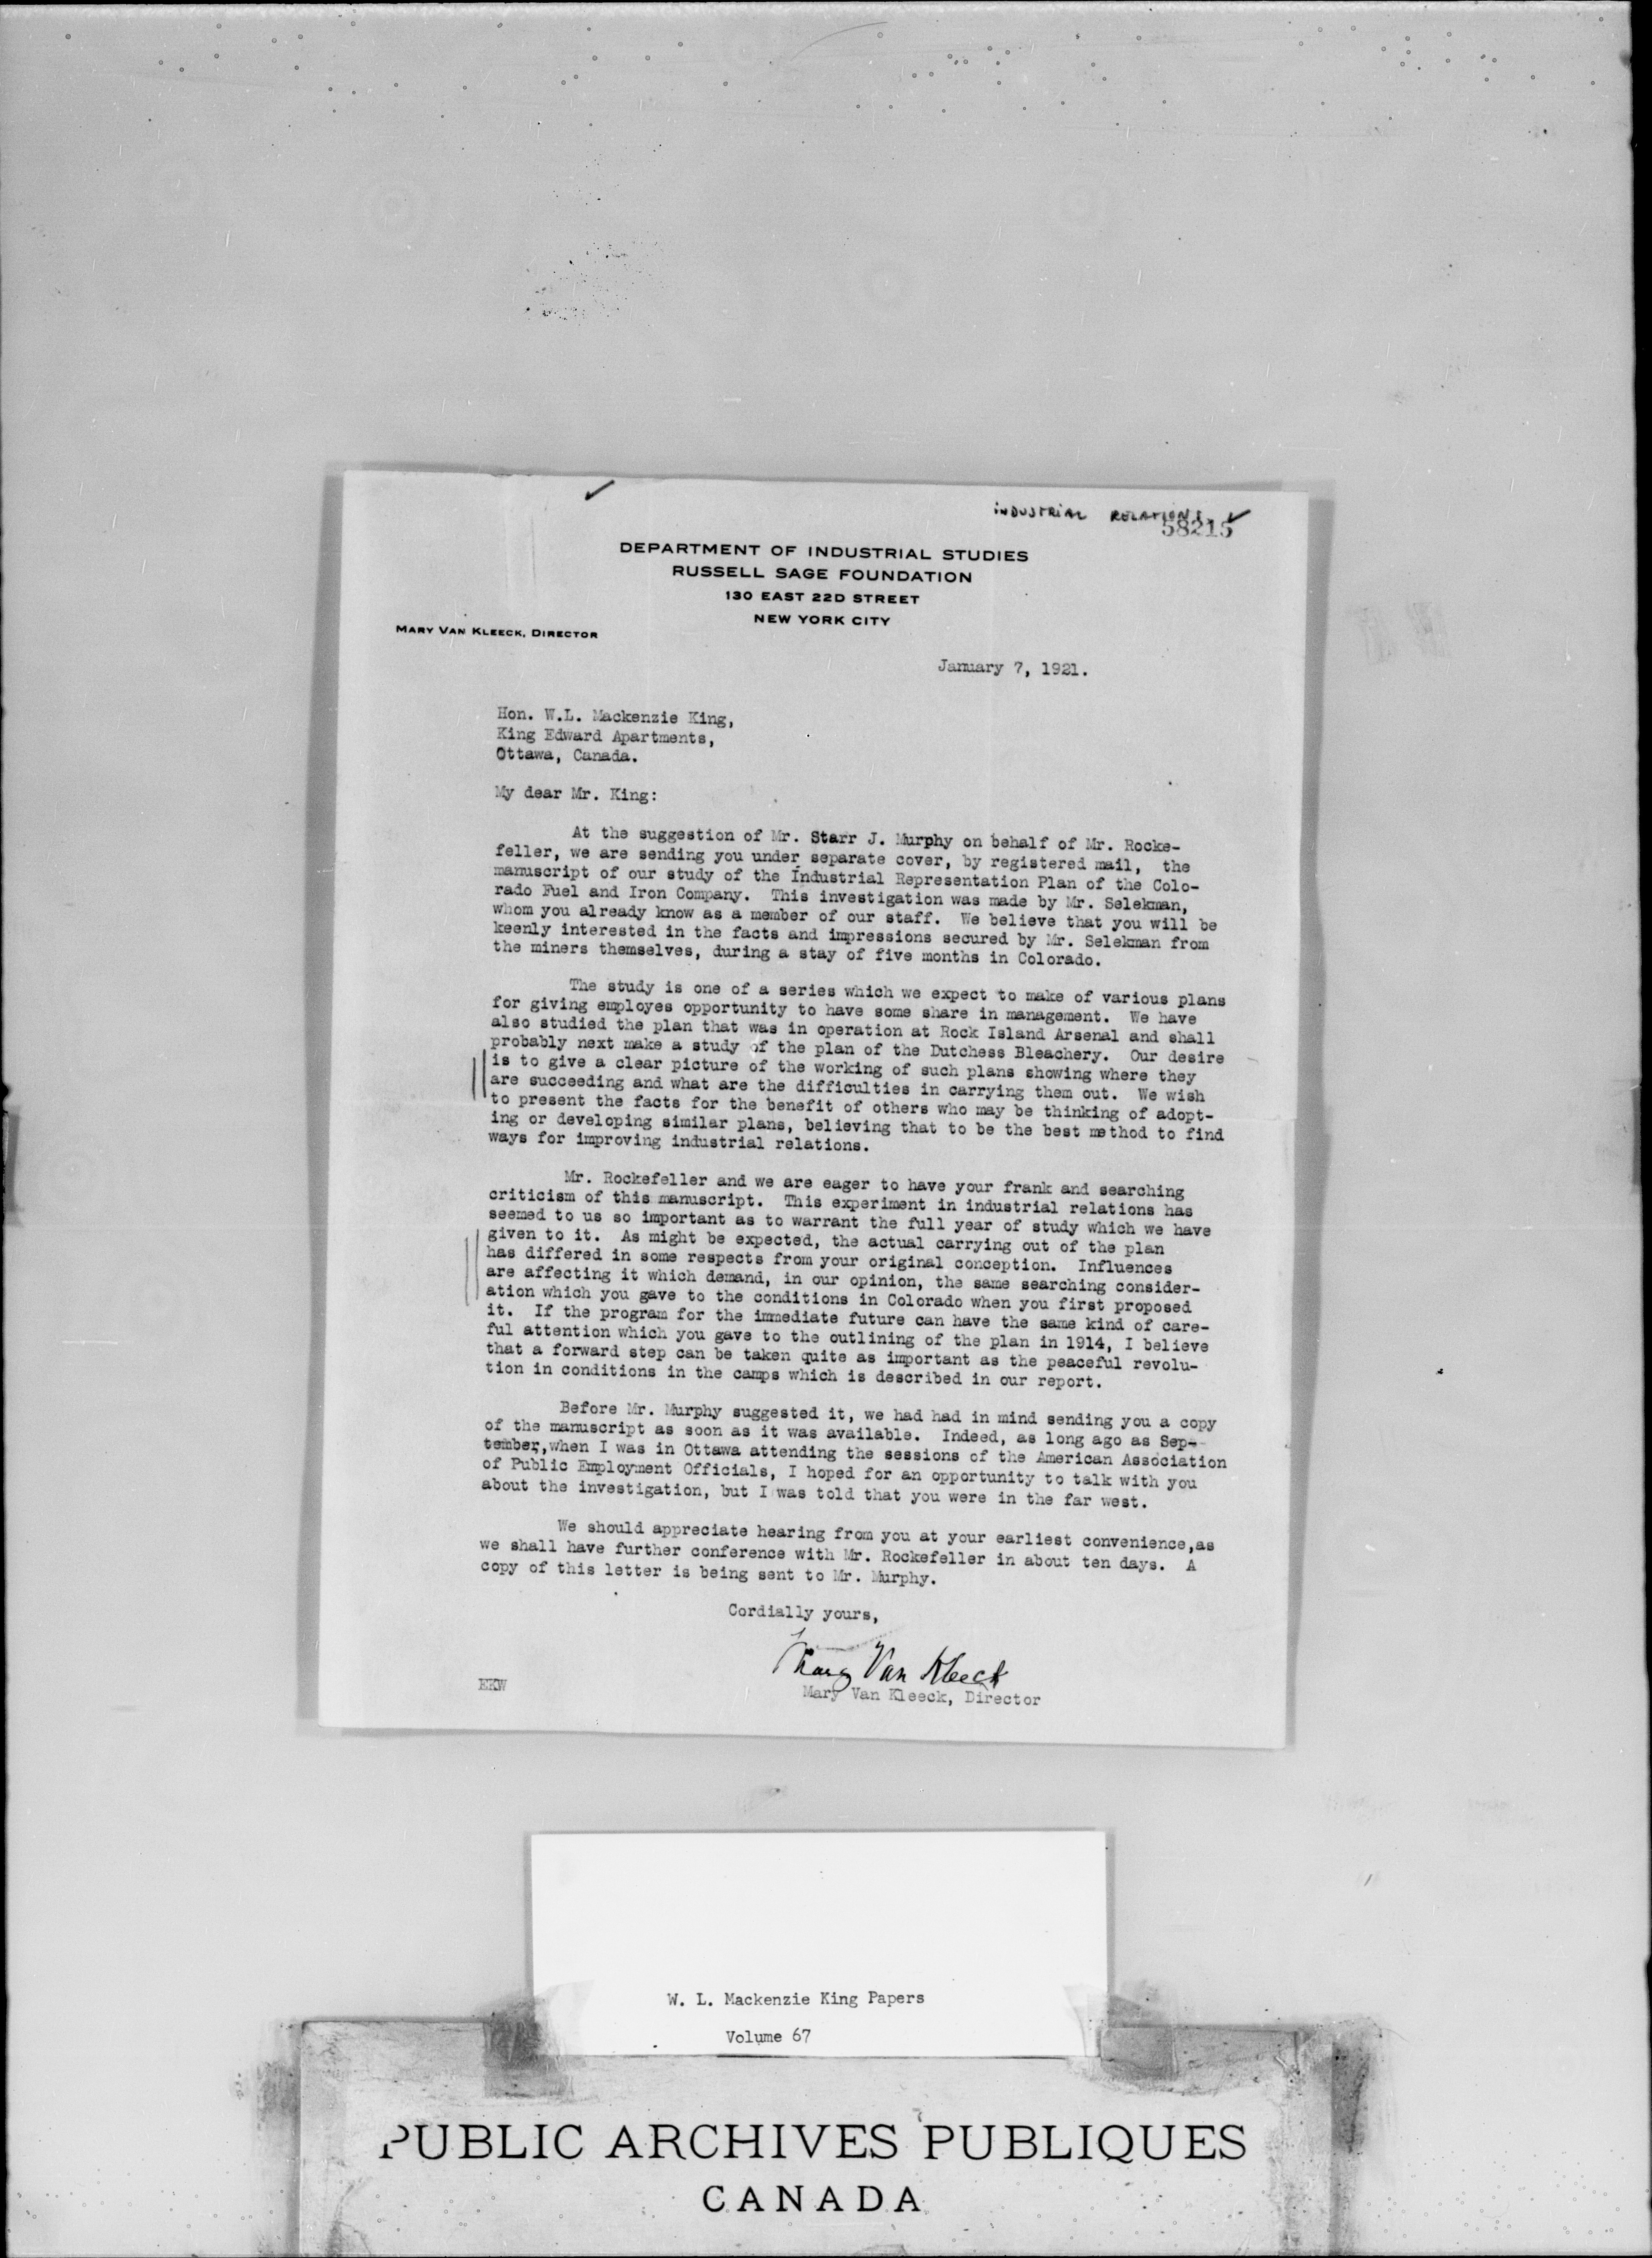 INDUSTRIAL RELATIONS
58215
DEPARTMENT OF INDUSTRIAL STUDIES
RUSSELL SAGE FOUNDATION
130 EAST 22D STREET
NEW YORK CITY
MARY VAN KLEECK, DIRECTOR
January 7, 1921.
Hon. W.L. Mackenzie King,
King Edward Apartments,
Ottawa, Canada.
My dear Mr. King:
At the suggestion of Mr. Starr J. Murphy on behalf of Mr. Rocke-
feller, we are sending you under separate cover, by registered mail, the
manuscript of our study of the Industrial Representation Plan of the Colo-
rado Fuel and Iron Company. This investigation was made by Mr. Selekman,
whom you already know as a member of our staff. We believe that you will be
keenly interested in the facts and impressions secured by Mr. Selekman from
the miners themselves, during a stay of five months in Colorado.
The study is one of a series which we expect to make of various plans
for giving employes opportunity to have some share in management. We have
also studied the plan that was in operation at Rock Island Arsenal and shall
probably next make a study of the plan of the Dutchess Bleachery. Our desire
is to give a clear picture of the working of such plans showing where they
are succeeding and what are the difficulties in carrying them out. We wish
to present the facts for the benefit of others who may be thinking of adopt-
ing or developing similar plans, believing that to be the best method to find
ways for improving industrial relations.
Mr. Rockefeller and we are eager to have your frank and searching
criticism of this manuscript. This experiment in industrial relations has
seemed to us so important as to warrant the full year of study which we have
given to it. As might be expected, the actual carrying out of the plan
has differed in some respects from your original conception. Influences
are affecting it which demand, in our opinion, the same searching consider-
ation which you gave to the conditions in Colorado when you first proposed
it. If the program for the immediate future can have the same kind of care-
ful attention which you gave to the outlining of the plan in 1914, I believe
that a forward step can be taken quite as important as the peaceful revolu-
tion in conditions in the camps which is described in our report.
Before Mr. Murphy suggested it, we had had in mind sending you a copy
of the manuscript as soon as it was available. Indeed, as long ago as Sep-
tember,when I was in Ottawa attending the sessions of the American Association
of Public Employment Officials, I hoped for an opportunity to talk with you
about the investigation, but I was told that you were in the far west.
We should appreciate hearing from you at your earliest convenience,as
we shall have further conference with Mr. Rockefeller in about ten days. A
copy of this letter is being sent to Mr. Murphy.
Cordially yours,
Mary Van Kleeck
EKW
Mary Van Kleeck, Director
W. L. Mackenzie King Papers
Volume 67
PUBLIC ARCHIVES PUBLIQUES
CANADA